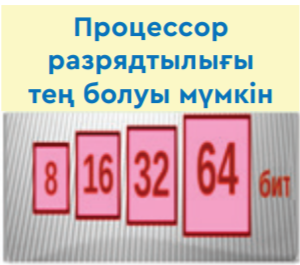 Процессор
разрядтылығы
тең болуы мүмкін
8 16 32 64 бит